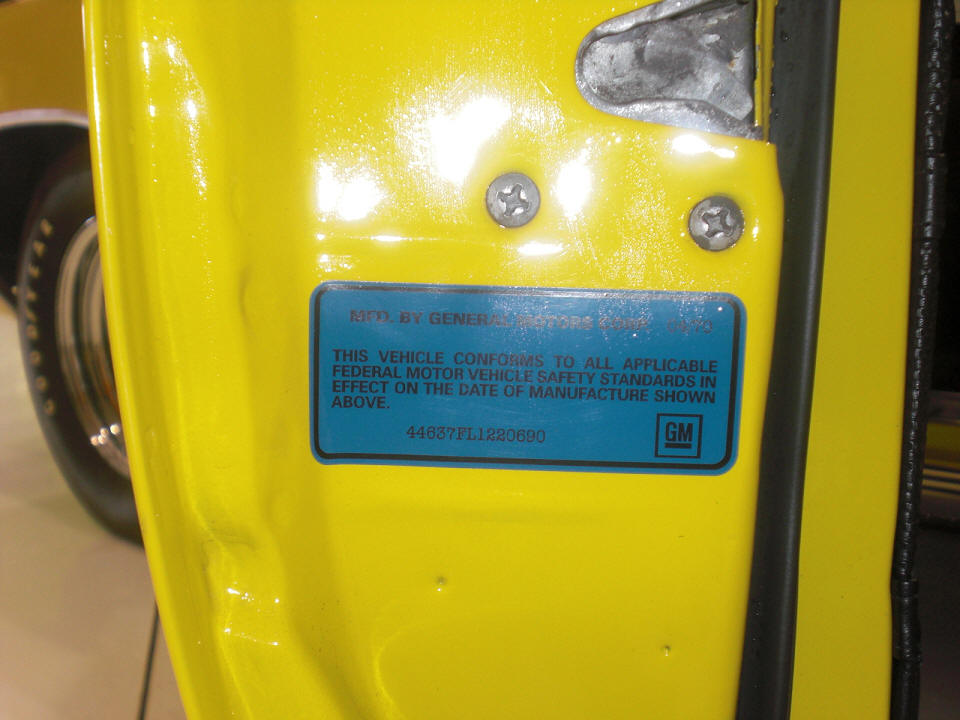 GOODYEAR
MFD. BY GENERAL MOTORS CORP.
THIS VEHICLE CONFORMS TO ALL APPLICABLE
FEDERAL MOTOR VEHICLE SAFETY STANDARDS IN
EFFECT ON THE DATE OF MANUFACTURE SHOWN
ABOVE.
44637FL1220690
GM